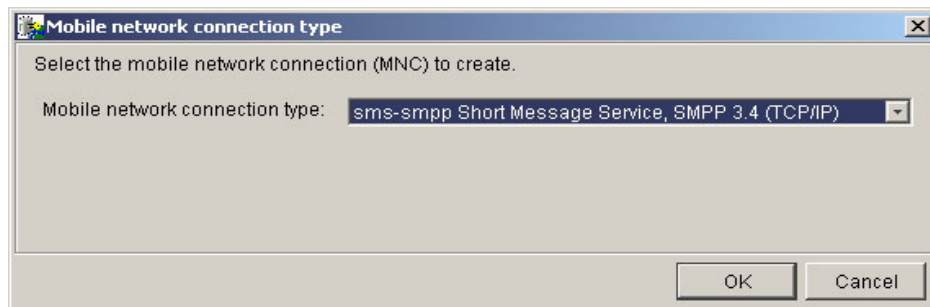 Mobile network connection type
Select the mobile network connection (MNC) to create.
Mobile network connection type: sms-smpp Short Message Service, SMPP 3.4 (TCP/IP)
OK Cancel